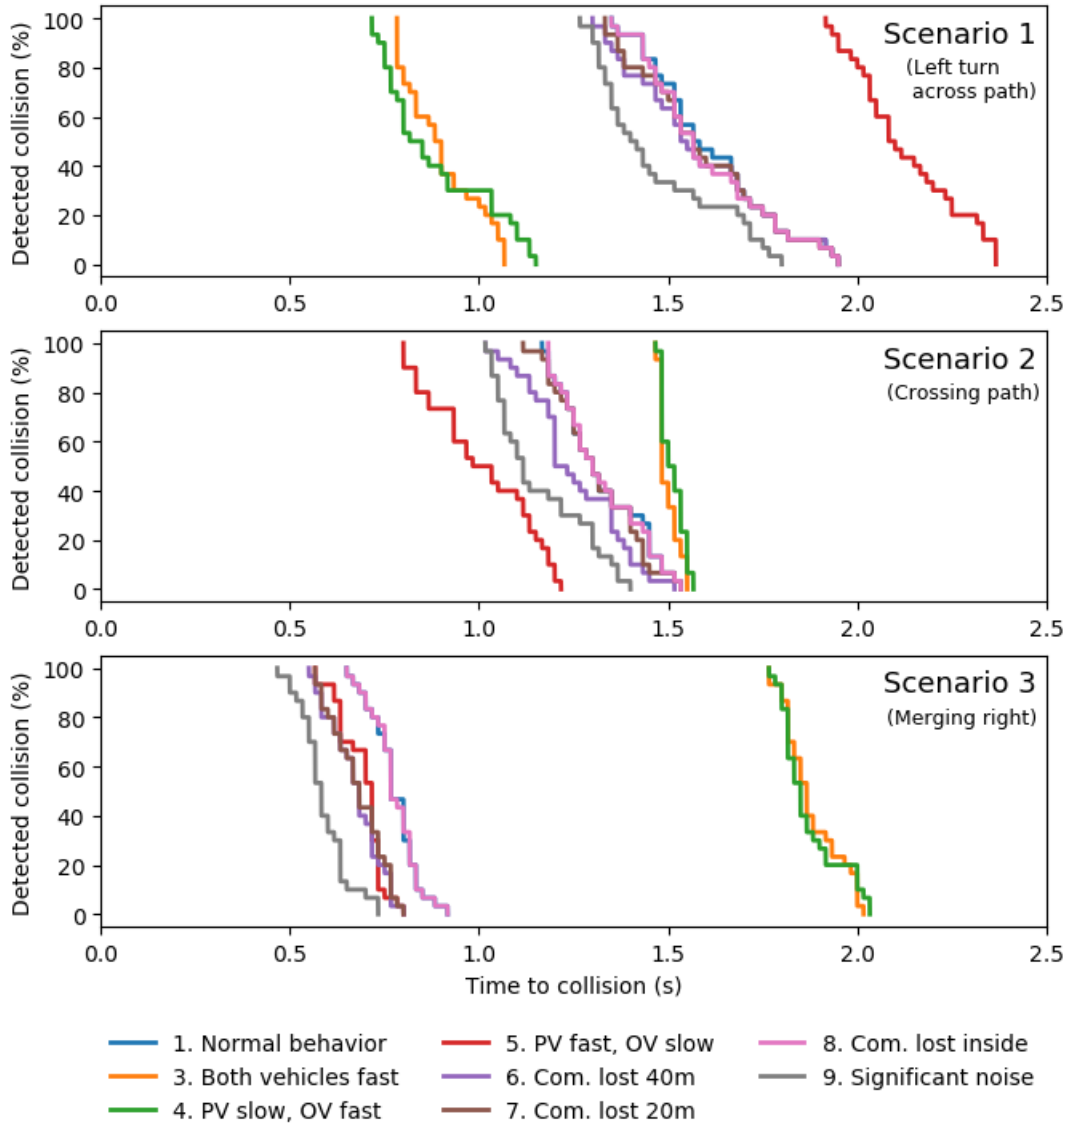 Detected collision (%)
100
80
60
40
20
0
Scenario 1
(Left turn
across path)
0.0 0.5 1.0 1.5 2.0 2.5
Detected collision (%)
100
80
60
40
20
0
Scenario 2
(Crossing path)
0.0 0.5 1.0 1.5 2.0 2.5
Detected collision (%)
100
80
60
40
20
0
Scenario 3
(Merging right)
0.0 0.5 1.0 1.5 2.0 2.5
Time to collision (s)
1. Normal behavior
3. Both vehicles fast
4. PV slow, OV fast
5. PV fast, OV slow
6. Com. lost 40m
7. Com. lost 20m
8. Com. lost inside
9. Significant noise